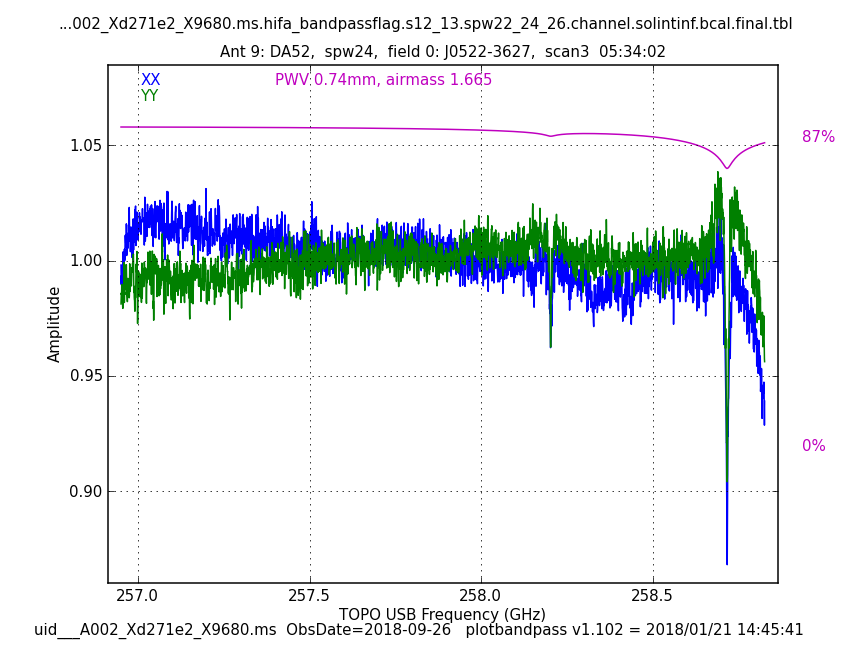 ...002_Xd271e2_X9680.ms.hifa_bandpassflag.s12_13.spw22_24_26.channel.solintinf.bcal.final.tbl
Ant 9: DA52,  spw24,  field 0: J0522-3627,  scan3  05:34:02
XX
PWV 0.74mm, airmass 1.665
YY
87%
1.05
1.00
0.95
0.90
Amplitude
0%
257.0
257.5
258.0
258.5
TOPO USB Frequency (GHz)
uid___A002_Xd271e2_X9680.ms  ObsDate=2018-09-26   plotbandpass v1.102 = 2018/01/21 14:45:41